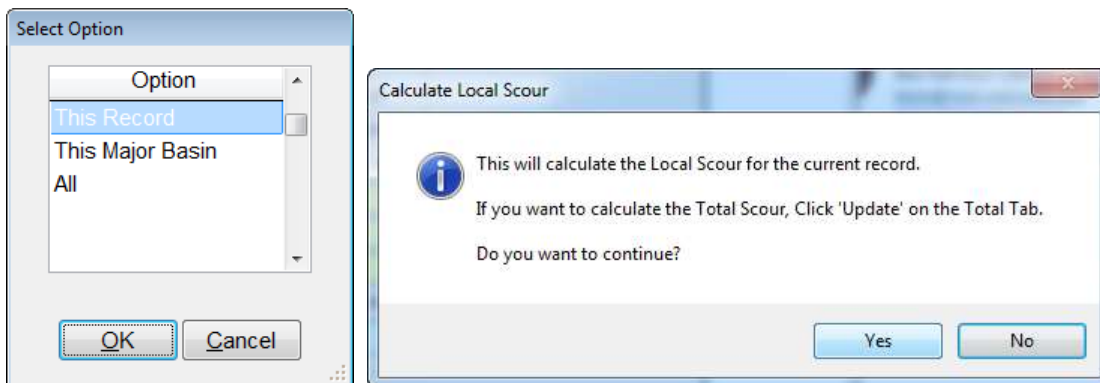 Select Option
Option
This Record
This Major Basin
All
OK
Cancel
Calculate Local Scour
This will calculate the Local Scour for the current record.
If you want to calculate the Total Scour, Click 'Update' on the Total Tab.
Do you want to continue?
Yes
No